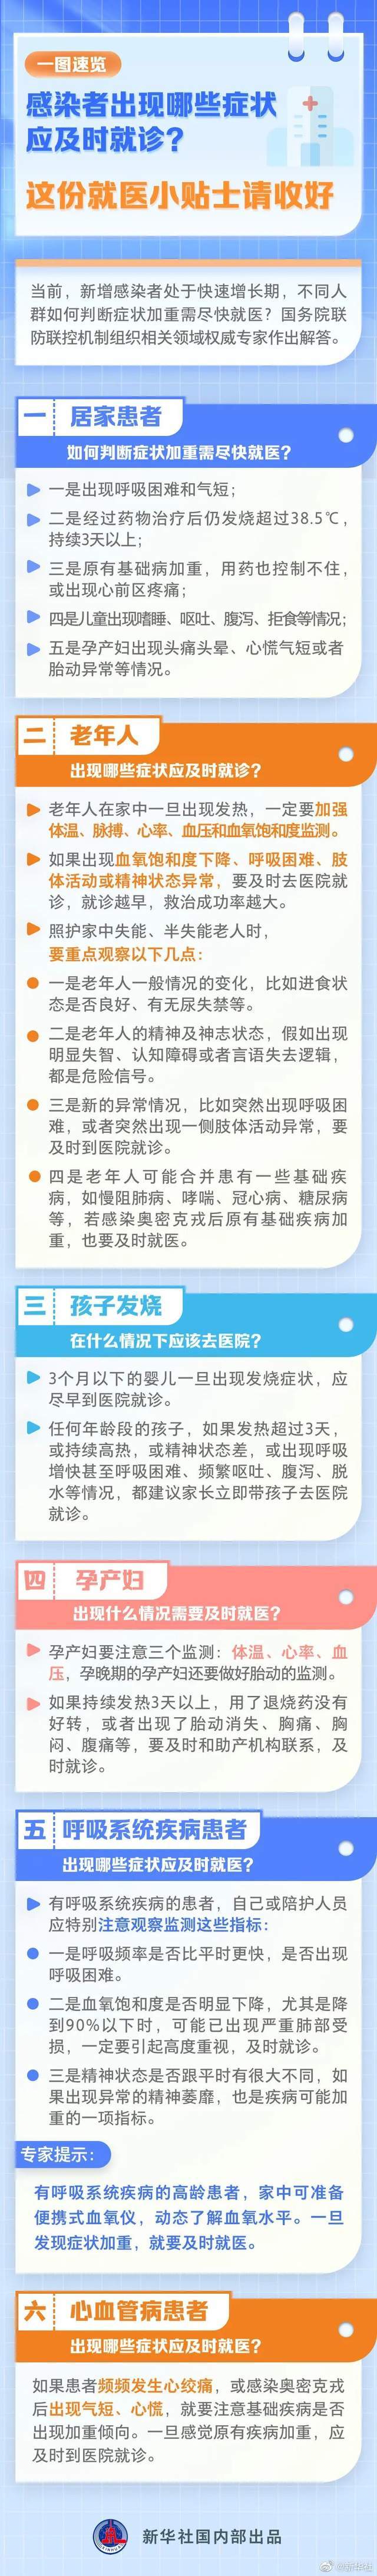 一图速览
感染者出现哪些症状
应及时就诊？
这份就医小贴士请收好
当前，新增感染者处于快速增长期，不同人
群如何判断症状加重需尽快就医？国务院联
防联控机制组织相关领域权威专家作出解答。
一 居家患者
如何判断症状加重需尽快就医？
一是出现呼吸困难和气短；
二是经过药物治疗后仍发烧超过38.5℃，
持续3天以上；
三是原有基础病加重，用药也控制不住，
或出现心前区疼痛；
四是儿童出现嗜睡、呕吐、腹泻、拒食等情况；
五是孕产妇出现头痛头晕、心慌气短或者
胎动异常等情况。
二 老年人
出现哪些症状应及时就诊？
老年人在家中一旦出现发热，一定要加强
体温、脉搏、心率、血压和血氧饱和度监测。
如果出现血氧饱和度下降、呼吸困难、肢
体活动或精神状态异常，要及时去医院就
诊，就诊越早，救治成功率越大。
照护家中失能、半失能老人时，
要重点观察以下几点：
一是老年人一般情况的变化，比如进食状
态是否良好、有无尿失禁等。
二是老年人的精神及神志状态，假如出现
明显失智、认知障碍或者言语失去逻辑，
都是危险信号。
三是新的异常情况，比如突然出现呼吸困
难，或者突然出现一侧肢体活动异常，要
及时到医院就诊。
四是老年人可能合并患有一些基础疾
病，如慢阻肺病、哮喘、冠心病、糖尿病
等，若感染奥密克戎后原有基础疾病加
重，也要及时就医。
三 孩子发烧
在什么情况下应该去医院？
3个月以下的婴儿一旦出现发烧症状，应
尽早到医院就诊。
任何年龄段的孩子，如果发热超过3天，
或持续高热，或精神状态差，或出现呼吸
增快甚至呼吸困难、频繁呕吐、腹泻、脱
水等情况，都建议家长立即带孩子去医院
就诊。
四 孕产妇
出现什么情况需要及时就医？
孕产妇要注意三个监测：体温、心率、血
压，孕晚期的孕产妇还要做好胎动的监测。
如果持续发热3天以上，用了退烧药没有
好转，或者出现了胎动消失、胸痛、胸
闷、腹痛等，要及时和助产机构联系，及
时就诊。
五 呼吸系统疾病患者
出现哪些症状应及时就医？
有呼吸系统疾病的患者，自己或陪护人员
应特别注意观察监测这些指标：
一是呼吸频率是否比平时更快，是否出现
呼吸困难。
二是血氧饱和度是否明显下降，尤其是降
到90%以下时，可能已出现严重肺部受
损，一定要引起高度重视，及时就诊。
三是精神状态是否跟平时有很大不同，如
果出现异常的精神萎靡，也是疾病可能加
重的一项指标。
专家提示：
有呼吸系统疾病的高龄患者，家中可准备
便携式血氧仪，动态了解血氧水平。一旦
发现症状加重，就要及时就医。
六 心血管病患者
出现哪些症状应及时就医？
如果患者频频发生心绞痛，或感染奥密克戎
后出现气短、心慌，就要注意基础疾病是否
出现加重倾向。一旦感觉原有疾病加重，应
及时到医院就诊。
XINHUA
新华社国内部出品
@新华社